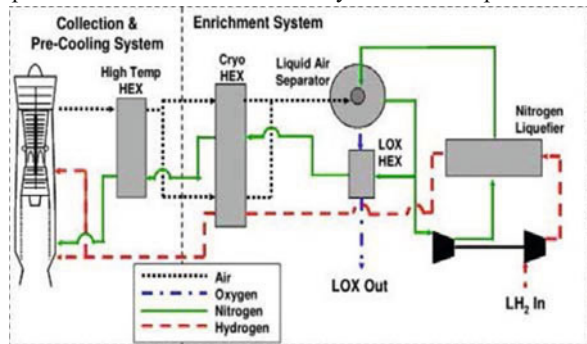 Collection &
Pre-Cooling System
Enrichment System
High Temp
HEX
Cryo
HEX
Liquid Air
Separator
Nitrogen
Liquefier
LOX
HEX
LOX Out
LH2 In
Air
Oxygen
Nitrogen
Hydrogen